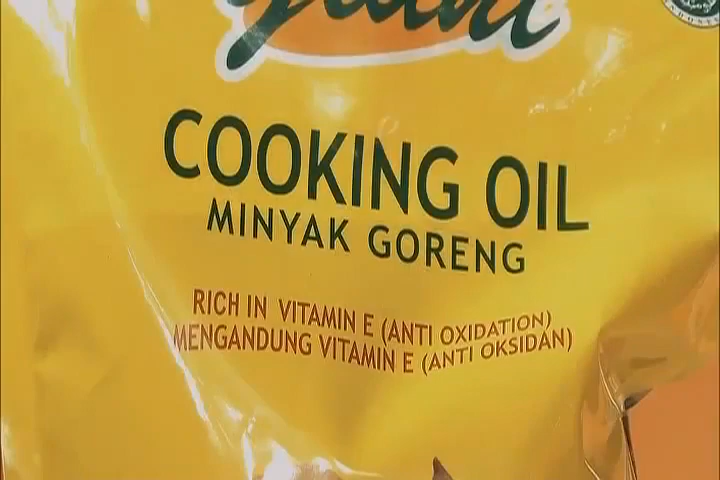 COOKING OIL
MINYAK GORENG
RICH IN VITAMIN E (ANTI OXIDATION)
MENGANDUNG VITAMIN E (ANTI OKSIDAN)